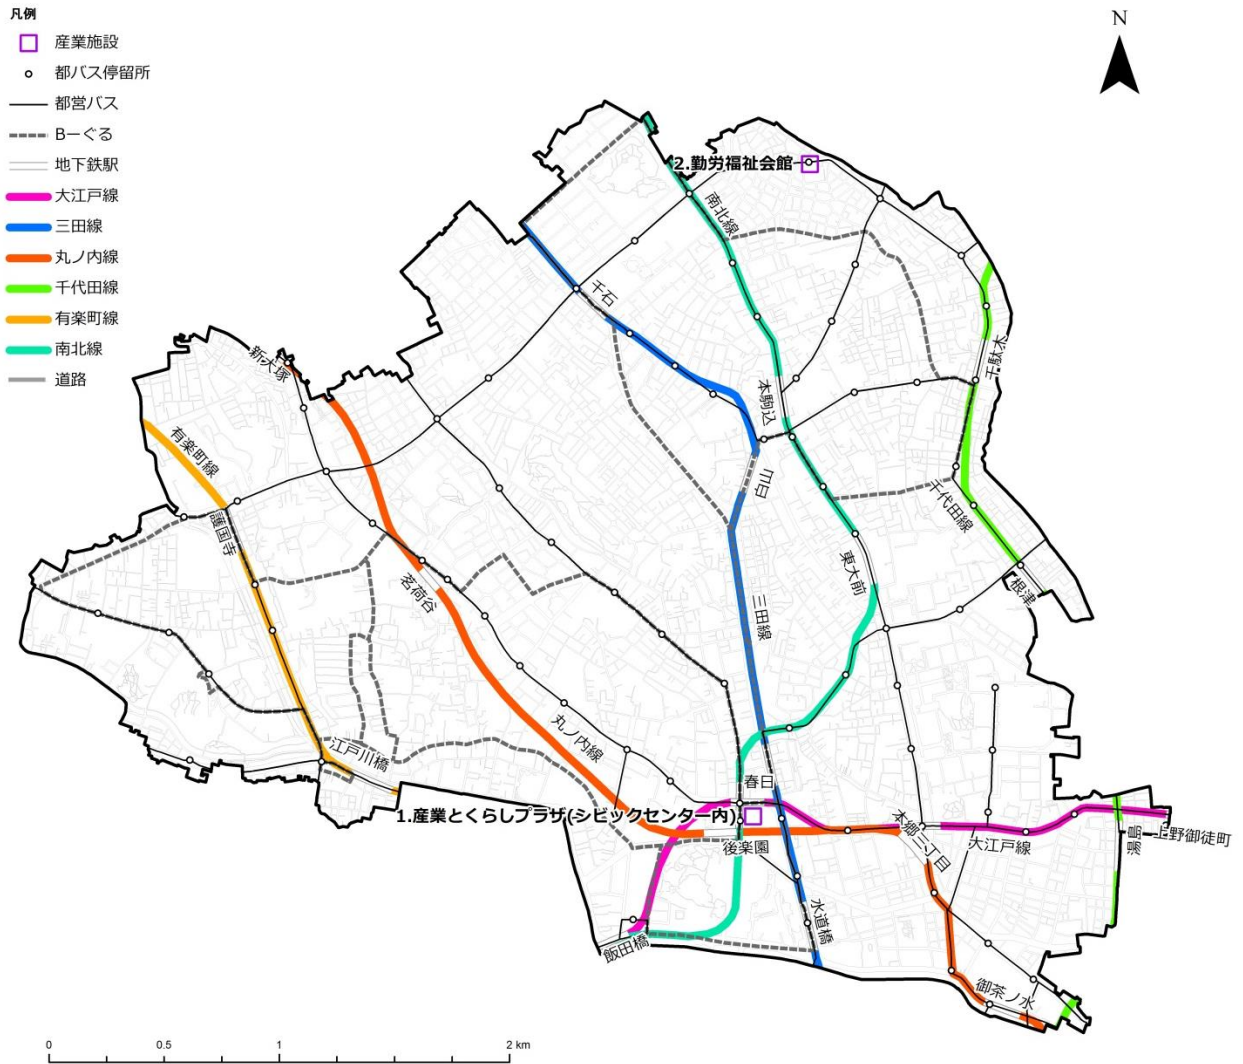 凡例
産業施設
都バス停留所
都営バス
Bーぐる
地下鉄駅
大江戸線
三田線
丸ノ内線
千代田線
有楽町線
南北線
道路
N
2.勤労福祉会館
南北線
千石
新大塚
千駄木
本駒込
有楽町線
白山
千代田線
護国寺
東大前
茗荷谷
根津
三田線
丸ノ内線
江戸川橋
春日
1.産業とくらしプラザ(シビックセンター内)
本郷三丁目
後楽園
大江戸線
湯島
上野御徒町
水道橋
飯田橋
御茶ノ水
0 0.5 1 2 km